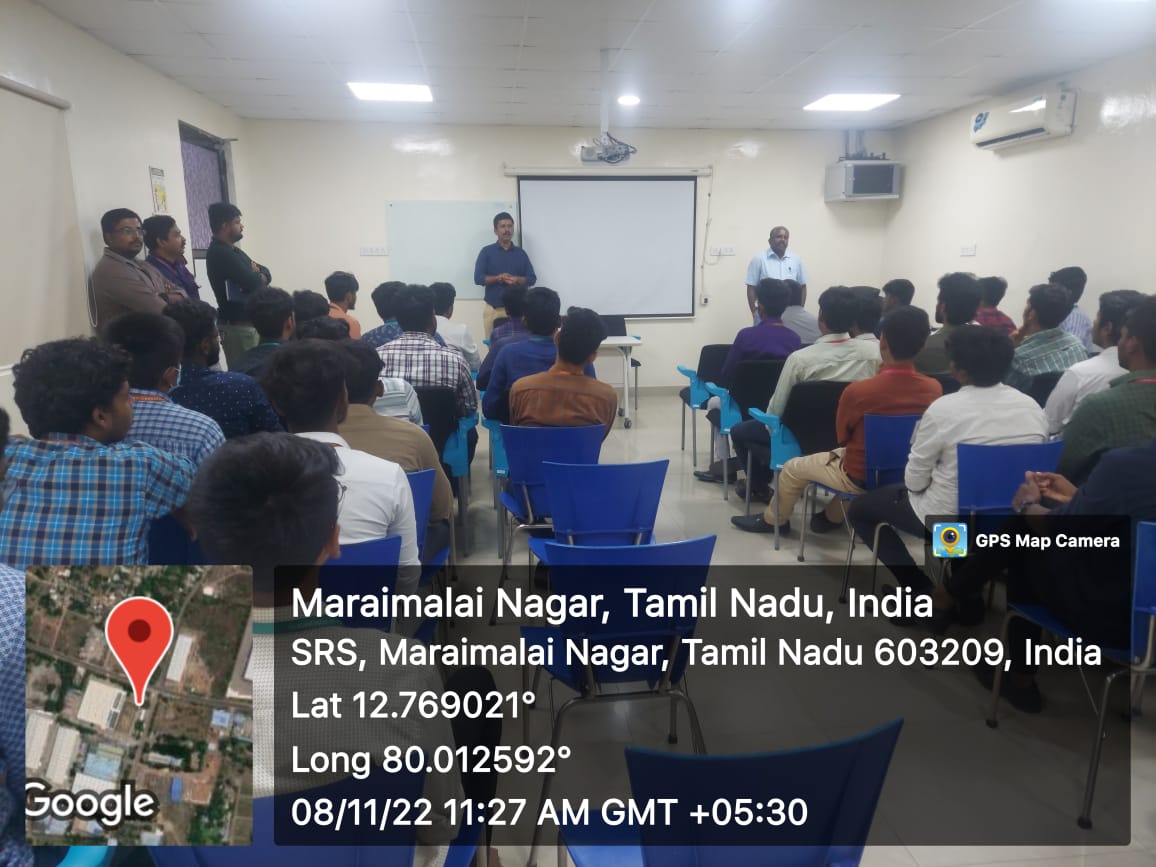 GPS Map Camera
Maraimalai Nagar, Tamil Nadu, India
SRS, Maraimalai Nagar, Tamil Nadu 603209, India
Lat 12.769021°
Long 80.012592°
08/11/22 11:27 AM GMT +05:30
Google